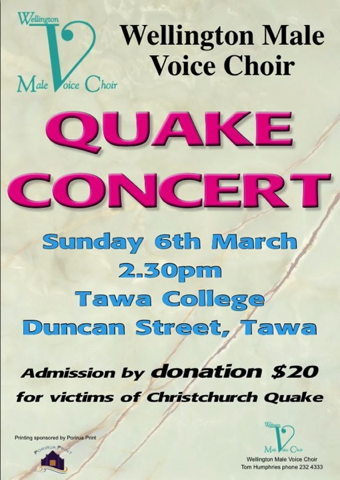 Wellington
Male Voice Choir
Wellington Male
Voice Choir
QUAKE
CONCERT
Sunday 6th March
2.30pm
Tawa College
Duncan Street, Tawa
Admission by donation $20
for victims of Christchurch Quake
Printing sponsored by Porirua Print
PORIRUA PRINT
Wellington
Male Voice Choir
Wellington Male Voice Choir
Tom Humphries phone 232.4333